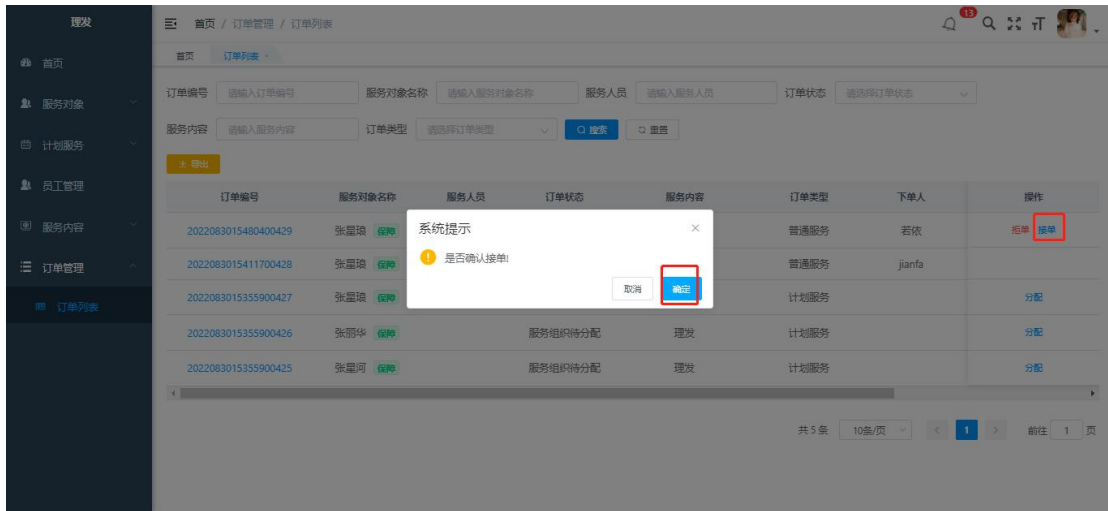 理发
首页 / 订单管理 / 订单列表
13
首页
服务对象
计划服务
员工管理
服务内容
订单管理
订单列表
首页 订单列表
订单编号 请输入订单编号 服务对象名称 请输入服务对象名称 服务人员 请输入服务人员 订单状态 请选择订单状态
服务内容 请输入服务内容 订单类型 请选择订单类型 搜索 重置
导出
订单编号 服务对象名称 服务人员 订单状态 服务内容 订单类型 下单人 操作
2022083015480400429 张星琅 保障 普通服务 若依 拒单 接单
2022083015411700428 张星琅 保障 普通服务 jianfa
2022083015355900427 张星琅 保障 计划服务 分配
2022083015355900426 张丽华 保障 服务组织待分配 理发 计划服务 分配
2022083015355900425 张星河 保障 服务组织待分配 理发 计划服务 分配
系统提示
是否确认接单!
取消 确定
共 5 条 10条/页 1 前往 1 页